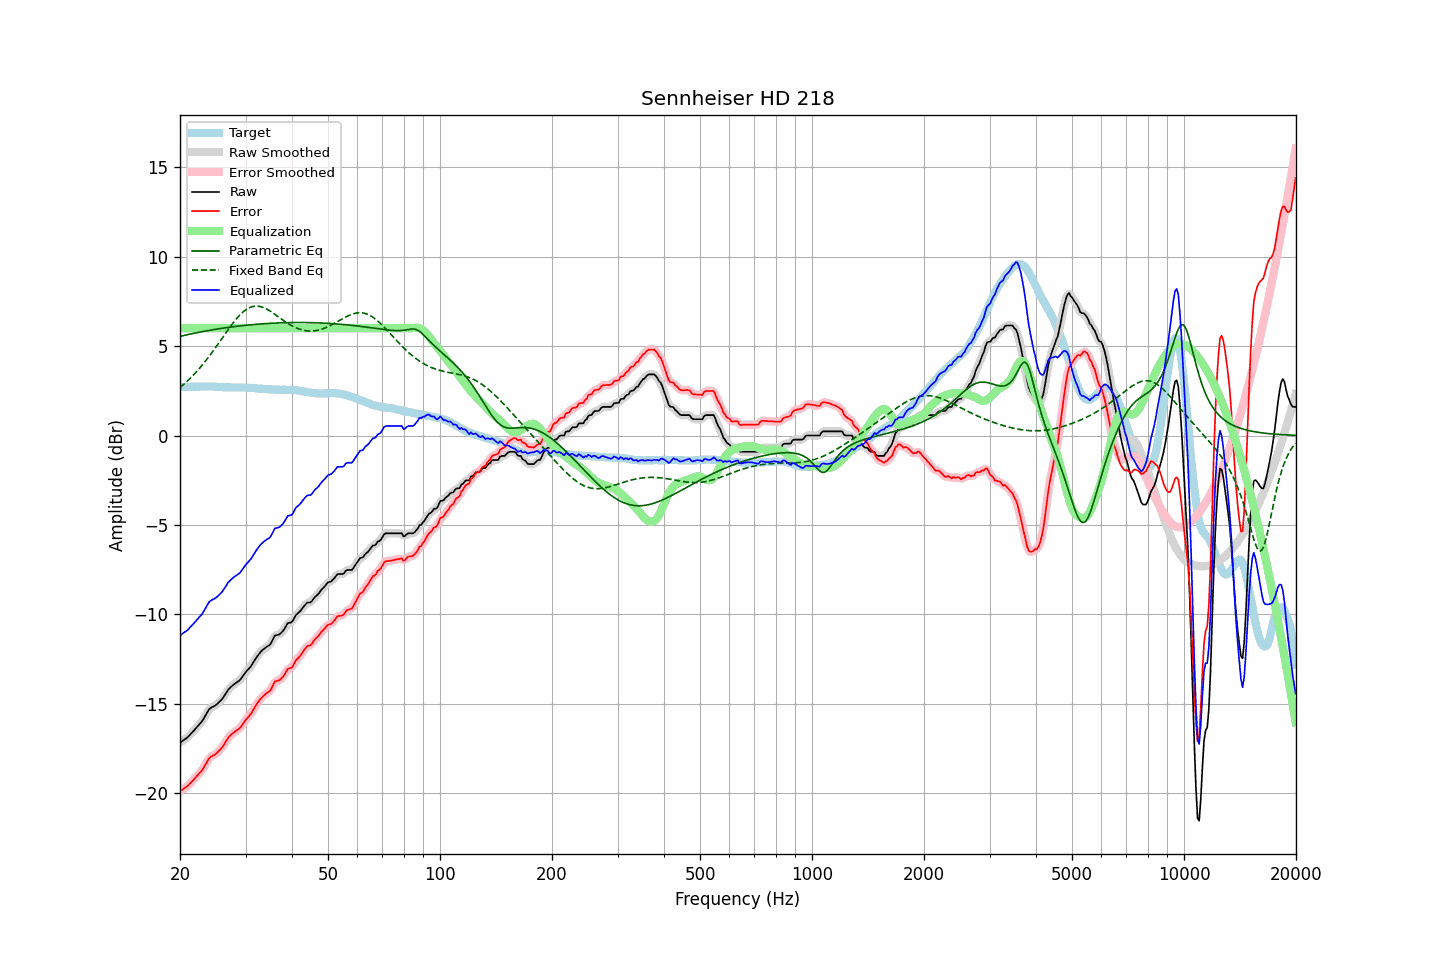 Sennheiser HD 218
Target
Raw Smoothed
Error Smoothed
Raw
Error
Equalization
Parametric Eq
Fixed Band Eq
Equalized
15
10
5
0
−5
−10
−15
−20
Amplitude (dBr)
20 50 100 200 500 1000 2000 5000 10000 20000
Frequency (Hz)